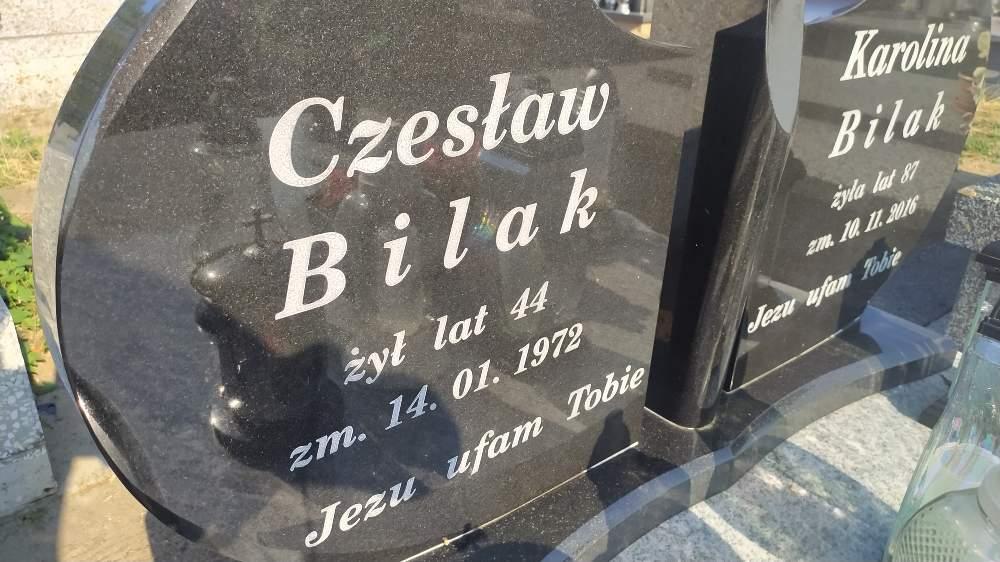 Czesław
Bilak
żył lat 44
zm. 14. 01. 1972
Jezu ufam Tobie
Karolina
Bilak
żyła lat 87
zm. 10. 11. 2016
Jezu ufam Tobie